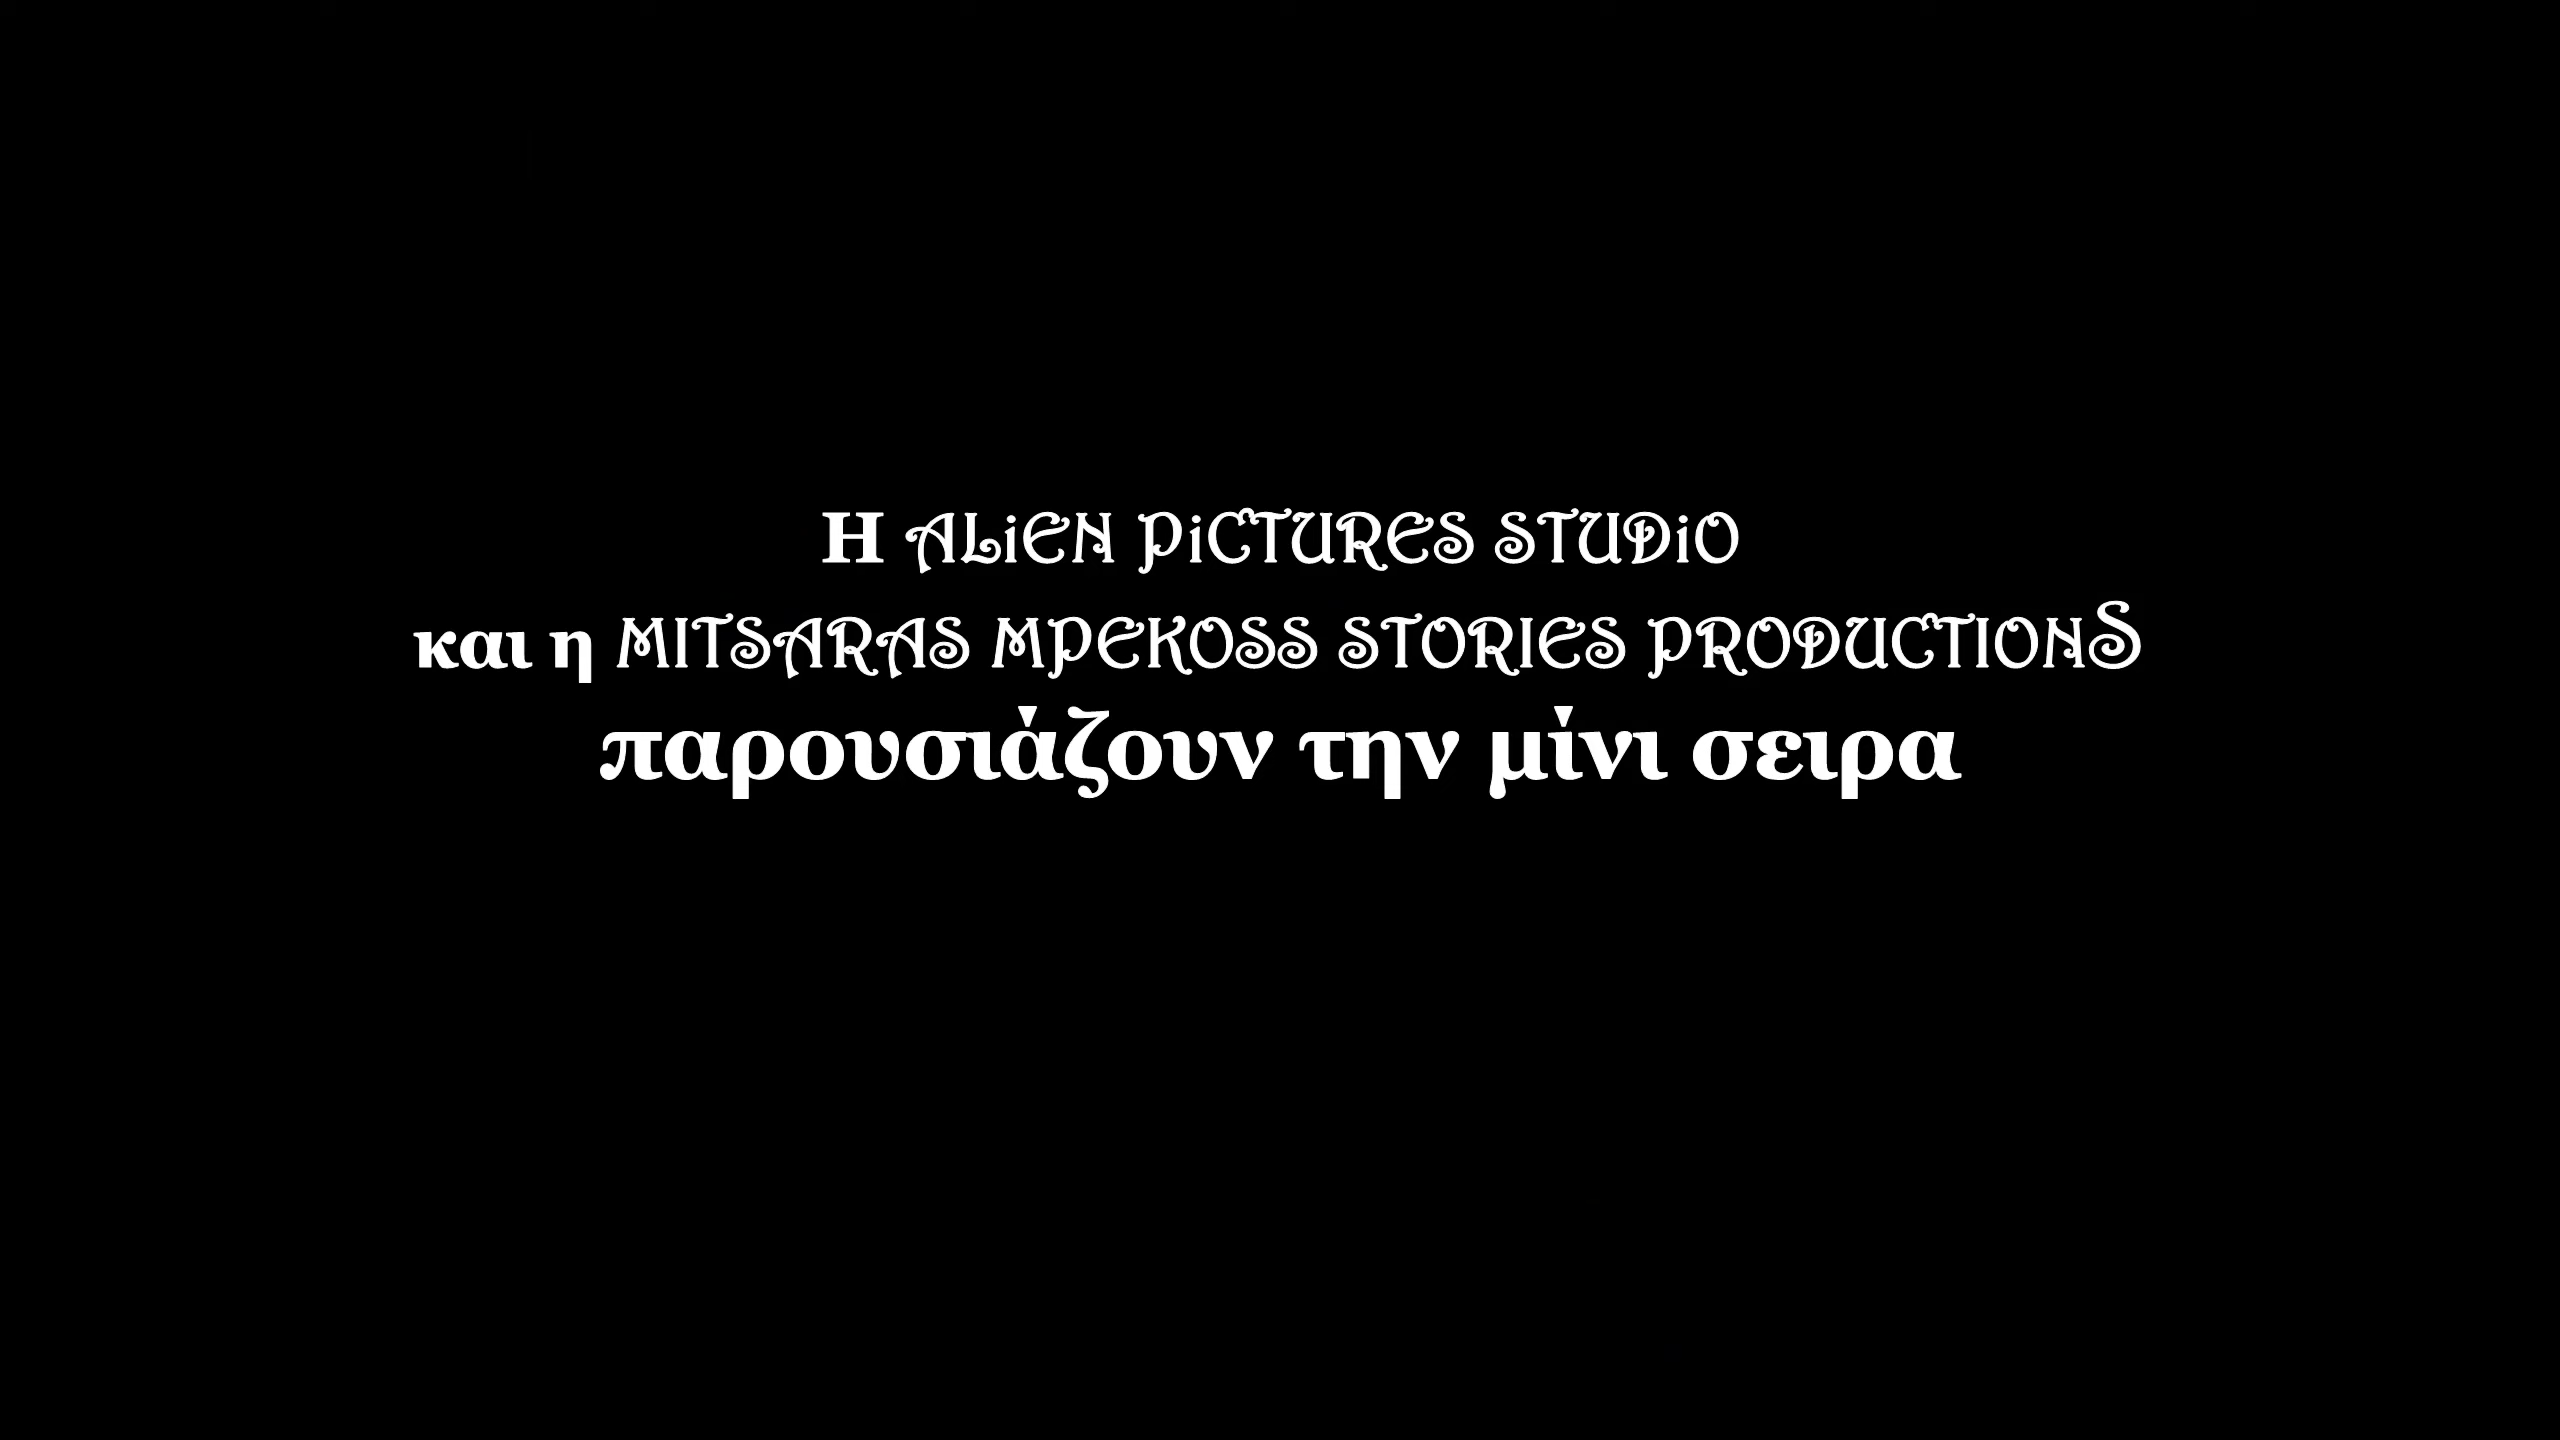 Η ALiEN PiCTURES STUDiO
και η MITSARAS MPEKOSS STORIES PRODUCTIONS
παρουσιάζουν την μίνι σειρα